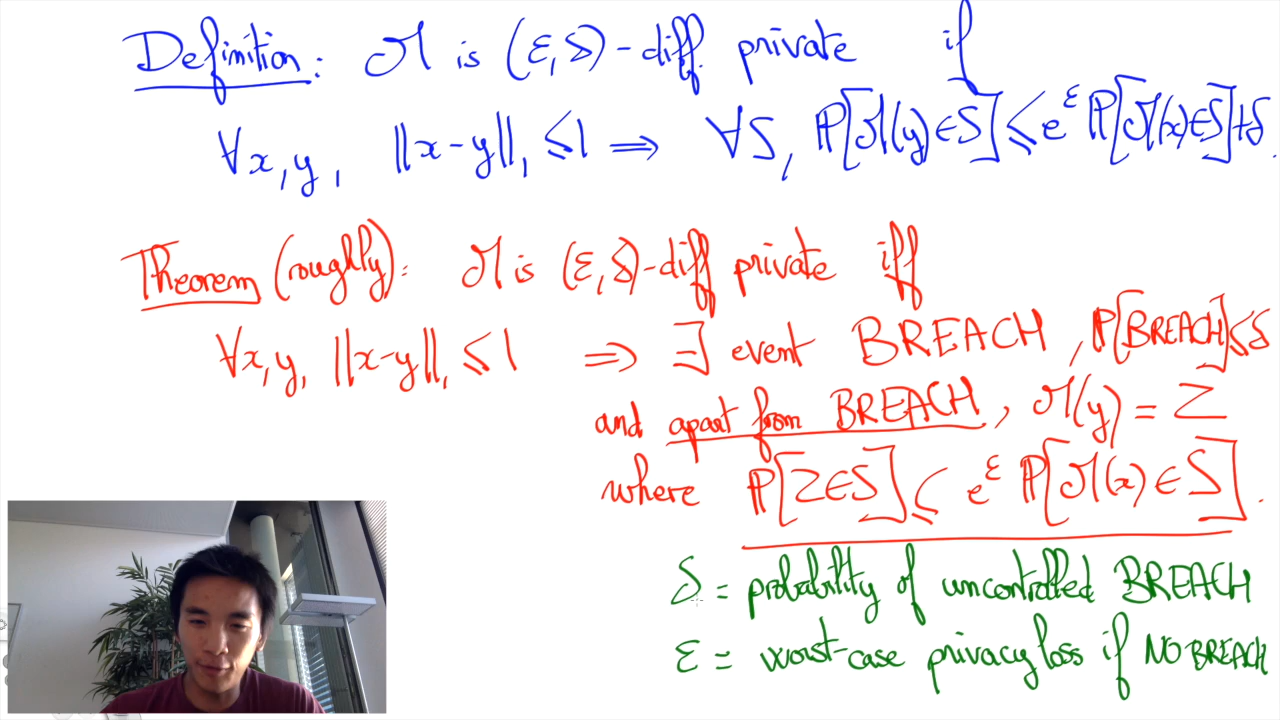 Definition: M is (ε,δ)-diff. private if
∀x,y, ||x-y||₁ ≤ 1 ⇒ ∀S, ℙ[M(y)∈S] ≤ e^ε ℙ[M(x)∈S]+δ.
Theorem (roughly): M is (ε,δ)-diff private iff
∀x,y, ||x-y||₁ ≤ 1 ⇒ ∃ event BREACH, ℙ[BREACH]≤δ
and apart from BREACH, M(y) = Z
where ℙ[Z∈S] ≤ e^ε ℙ[M(x)∈S].
δ = probability of uncontrolled BREACH
ε = worst-case privacy loss if NO BREACH